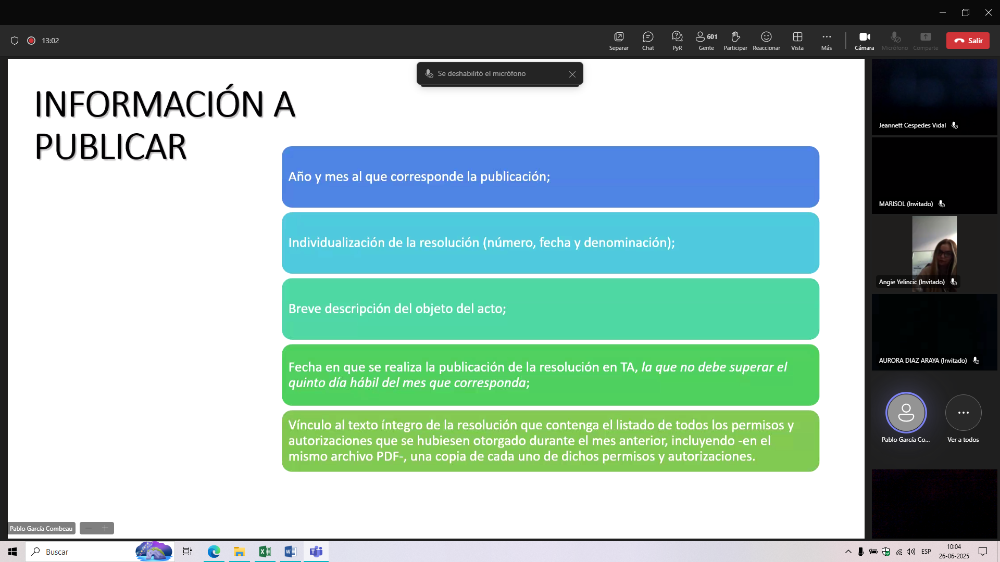 13:02
Separar
Chat
PyR
601
Gente
Participar
Reaccionar
Vista
Más
Cámara
Micrófono
Comparte
Salir
Se deshabilitó el micrófono
INFORMACIÓN A
PUBLICAR
Año y mes al que corresponde la publicación;
Individualización de la resolución (número, fecha y denominación);
Breve descripción del objeto del acto;
Fecha en que se realiza la publicación de la resolución en TA, la que no debe superar el
quinto día hábil del mes que corresponda;
Vínculo al texto íntegro de la resolución que contenga el listado de todos los permisos y
autorizaciones que se hubiesen otorgado durante el mes anterior, incluyendo -en el
mismo archivo PDF-, una copia de cada uno de dichos permisos y autorizaciones.
Jeannett Cespedes Vidal
MARISOL (Invitado)
Angie Yelincic (Invitado)
AURORA DIAZ ARAYA (Invitado)
Pablo García Co...
Ver a todos
Pablo García Combeau
Buscar
ESP
10:04
26-06-2025